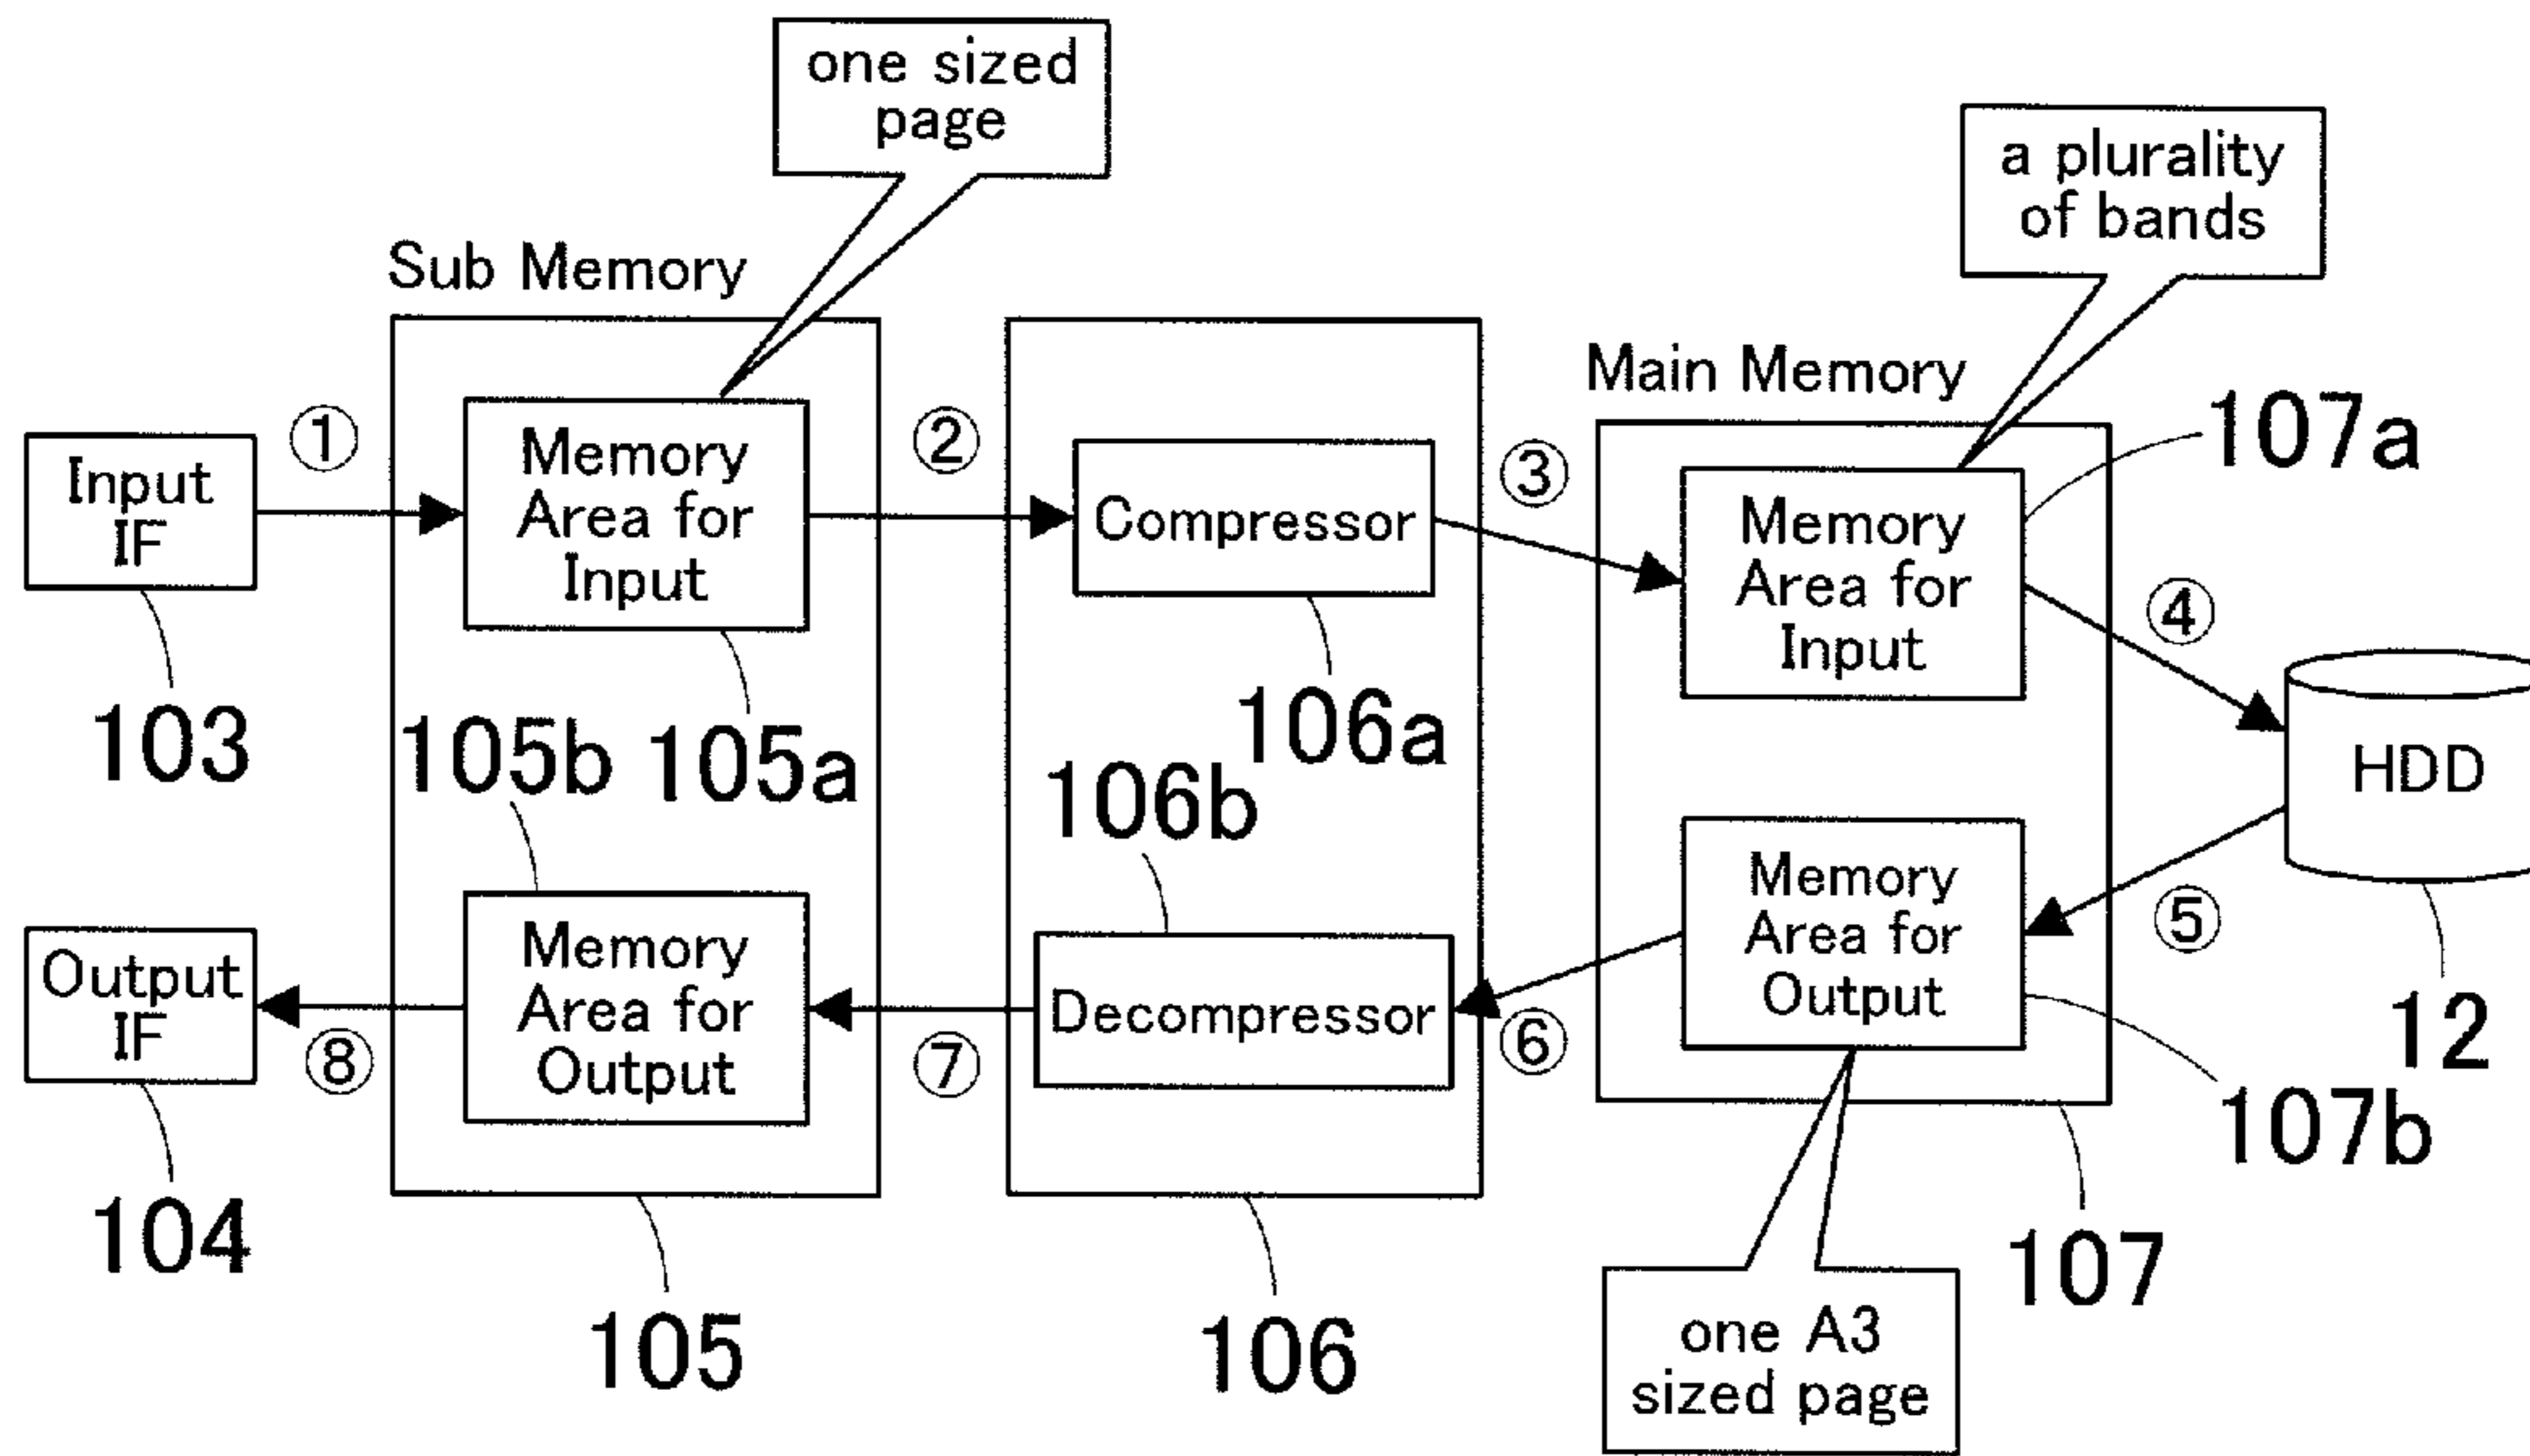 one sized
page
a plurality
of bands
Sub Memory
Main Memory
Input
IF
①
Memory
Area for
Input
②
Compressor
③
Memory
Area for
Input
107a
④
103
105a
106a
HDD
12
105b
106b
Output
IF
⑧
Memory
Area for
Output
⑦
Decompressor
⑥
Memory
Area for
Output
⑤
107b
104
105
106
107
one A3
sized page